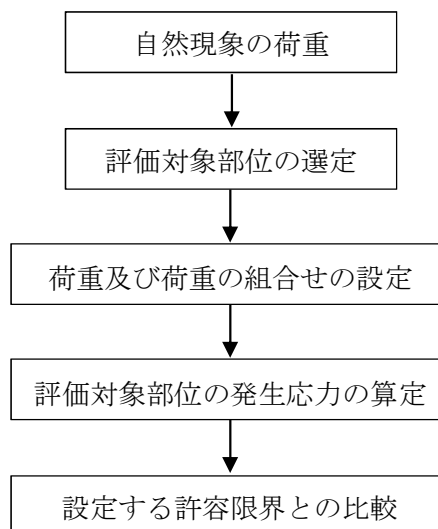 自然現象の荷重
評価対象部位の選定
荷重及び荷重の組合せの設定
評価対象部位の発生応力の算定
設定する許容限界との比較